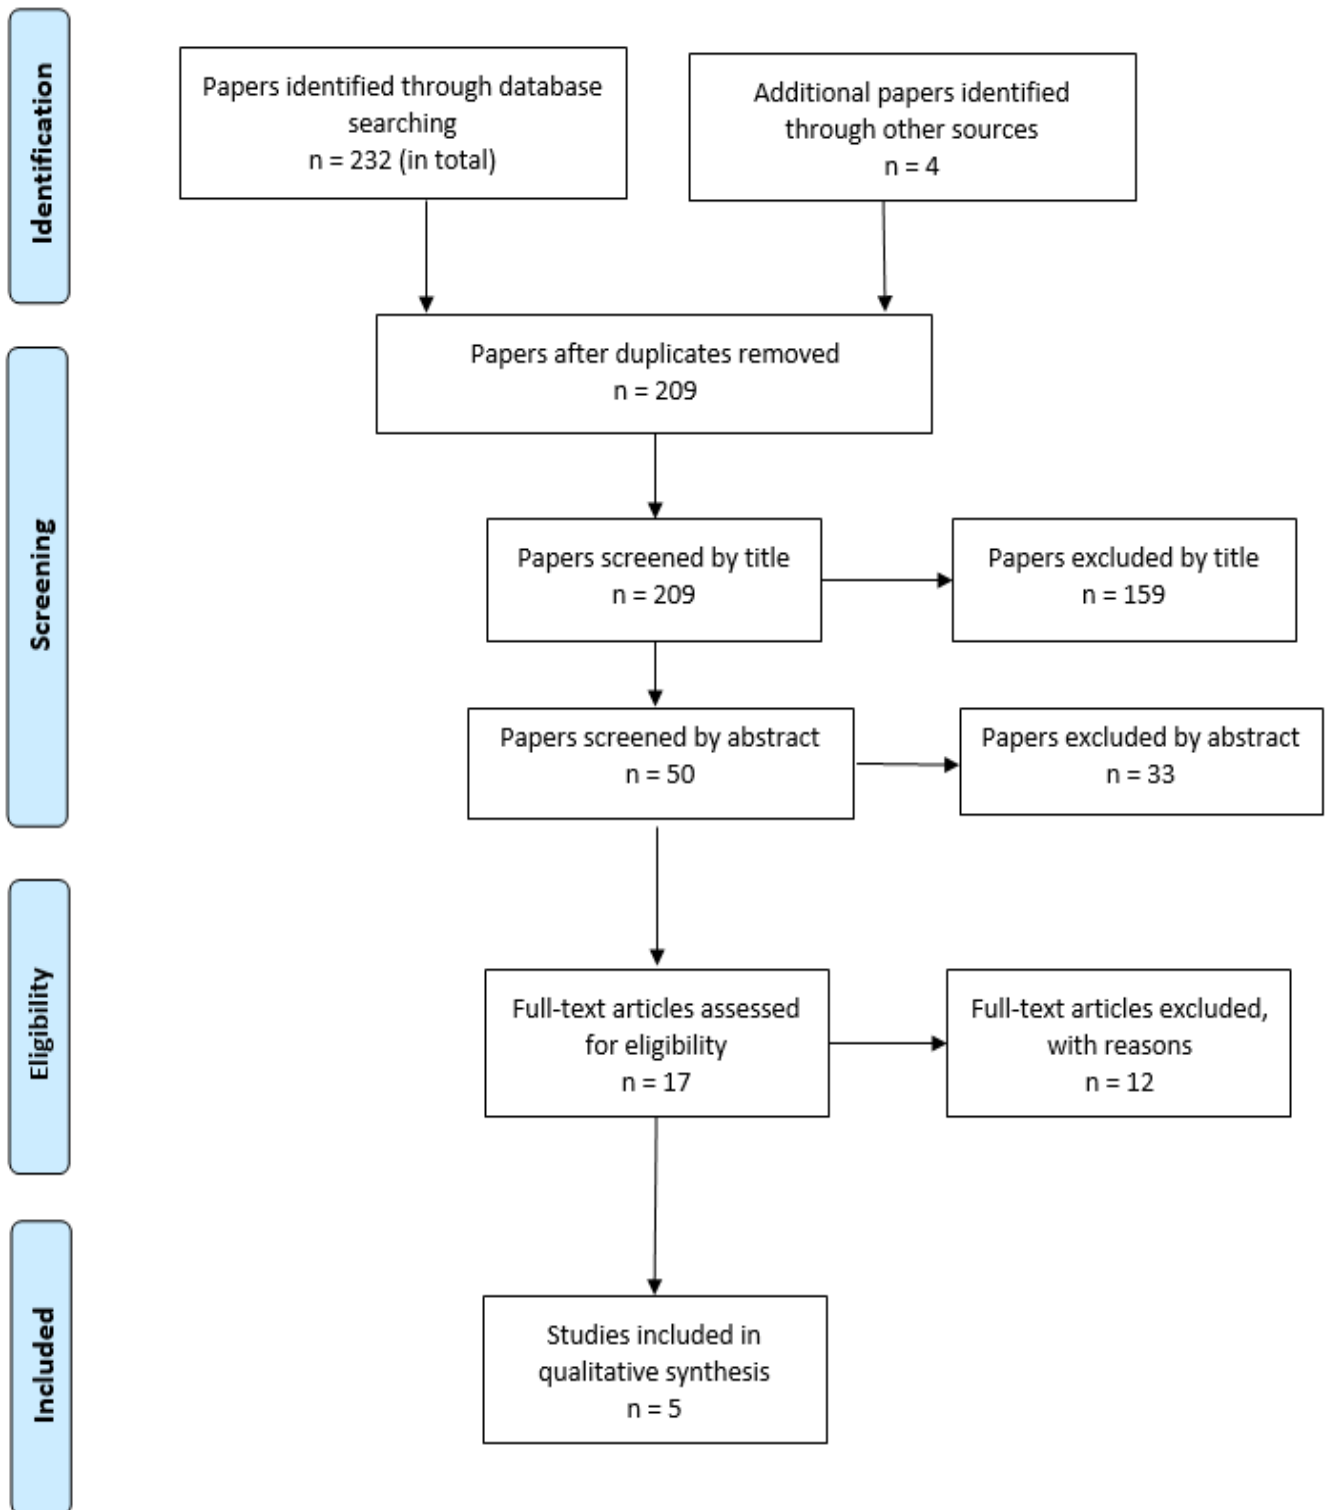 Identification
Papers identified through database
searching
n = 232 (in total)
Additional papers identified
through other sources
n = 4
Screening
Papers after duplicates removed
n = 209
Papers screened by title
n = 209
Papers excluded by title
n = 159
Papers screened by abstract
n = 50
Papers excluded by abstract
n = 33
Eligibility
Full-text articles assessed
for eligibility
n = 17
Full-text articles excluded,
with reasons
n = 12
Included
Studies included in
qualitative synthesis
n = 5